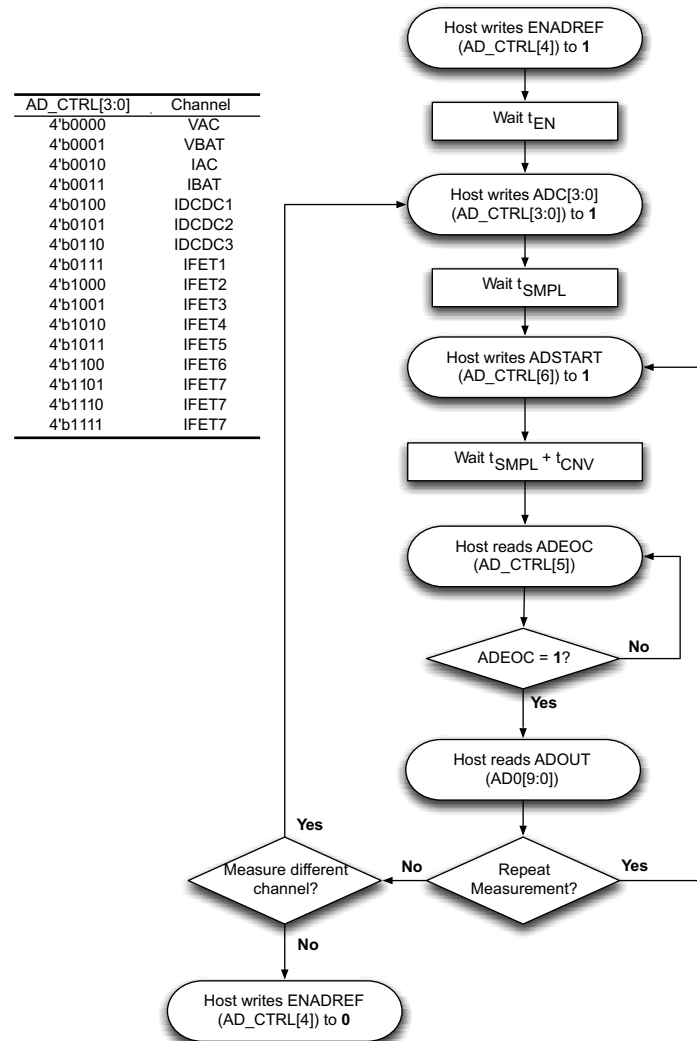 Host writes ENADREF
(AD_CTRL[4]) to 1
Wait tEN
Host writes ADC[3:0]
(AD_CTRL[3:0]) to 1
Wait tSMPL
Host writes ADSTART
(AD_CTRL[6]) to 1
Wait tSMPL + tCNV
Host reads ADEOC
(AD_CTRL[5])
ADEOC = 1?
No
Yes
Host reads ADOUT
(AD0[9:0])
Repeat
Measurement?
Yes
No
Measure different
channel?
Yes
No
Host writes ENADREF
(AD_CTRL[4]) to 0
AD_CTRL[3:0] Channel
4'b0000 VAC
4'b0001 VBAT
4'b0010 IAC
4'b0011 IBAT
4'b0100 IDCDC1
4'b0101 IDCDC2
4'b0110 IDCDC3
4'b0111 IFET1
4'b1000 IFET2
4'b1001 IFET3
4'b1010 IFET4
4'b1011 IFET5
4'b1100 IFET6
4'b1101 IFET7
4'b1110 IFET7
4'b1111 IFET7